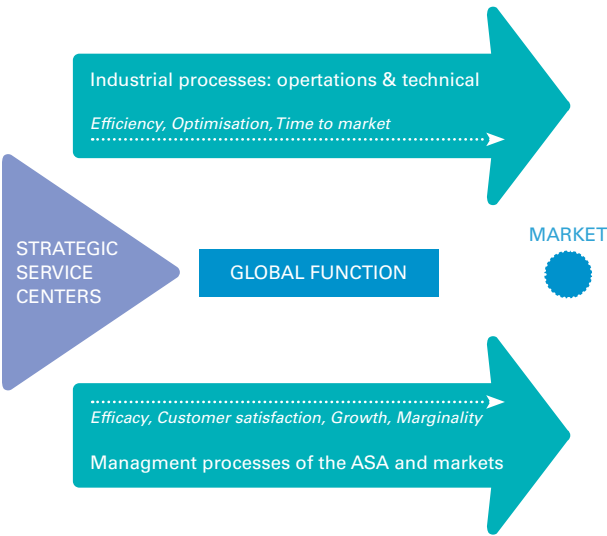 Industrial processes: opertations & technical
Efficiency, Optimisation, Time to market
MARKET
STRATEGIC
SERVICE
CENTERS
GLOBAL FUNCTION
Efficacy, Customer satisfaction, Growth, Marginality
Managment processes of the ASA and markets